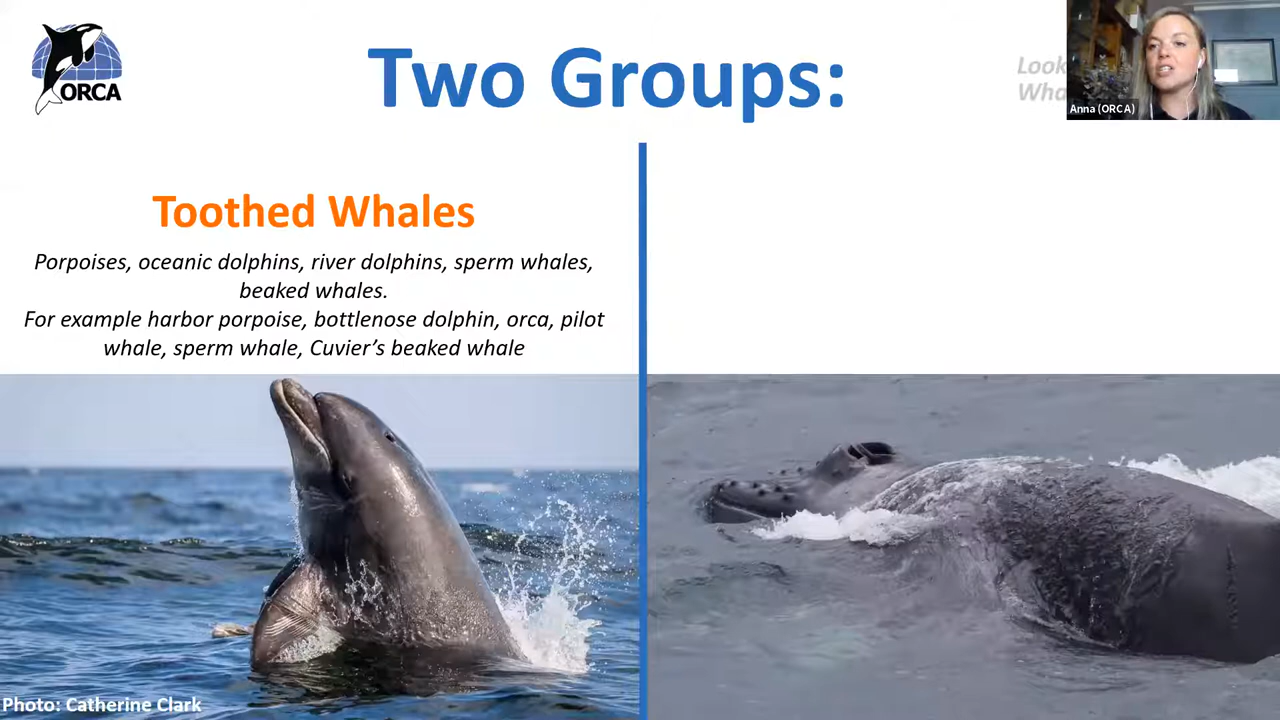 ORCA
Two Groups:
Look
Anna (ORCA)
Toothed Whales
Porpoises, oceanic dolphins, river dolphins, sperm whales,
beaked whales.
For example harbor porpoise, bottlenose dolphin, orca, pilot
whale, sperm whale, Cuvier’s beaked whale
Photo: Catherine Clark